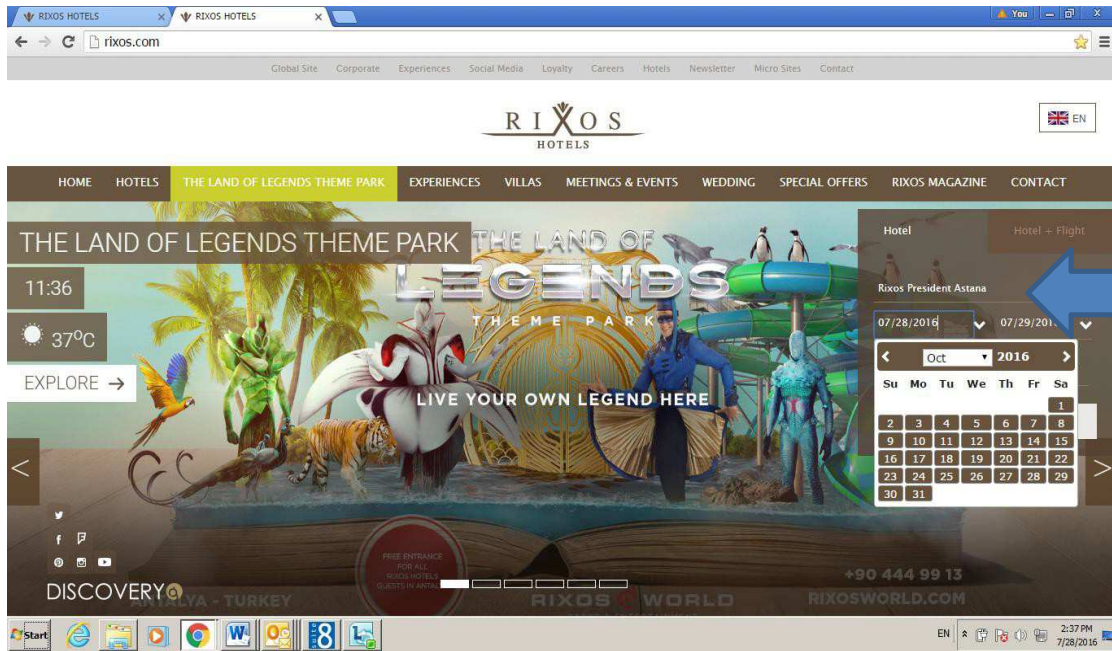 RIXOS HOTELS
RIXOS HOTELS
You
rixos.com
Global Site Corporate Experiences Social Media Loyalty Careers Hotels Newsletter Micro Sites Contact
RIXOS
HOTELS
EN
HOME HOTELS THE LAND OF LEGENDS THEME PARK EXPERIENCES VILLAS MEETINGS & EVENTS WEDDING SPECIAL OFFERS RIXOS MAGAZINE CONTACT
THE LAND OF LEGENDS THEME PARK
11:36
37ºC
EXPLORE →
THE LAND OF
LEGENDS
THEME PARK
LIVE YOUR OWN LEGEND HERE
Hotel Hotel + Flight
Rixos President Astana
07/28/2016 07/29/201
Oct 2016
Su Mo Tu We Th Fr Sa
1
2 3 4 5 6 7 8
9 10 11 12 13 14 15
16 17 18 19 20 21 22
23 24 25 26 27 28 29
30 31
FREE ENTRANCE
FOR ALL
RIXOS HOTELS
GUESTS IN ANTAL
DISCOVERY
ANTALYA - TURKEY
RIXOS WORLD
+90 444 99 13
RIXOSWORLD.COM
Start
EN
2:37 PM
7/28/2016